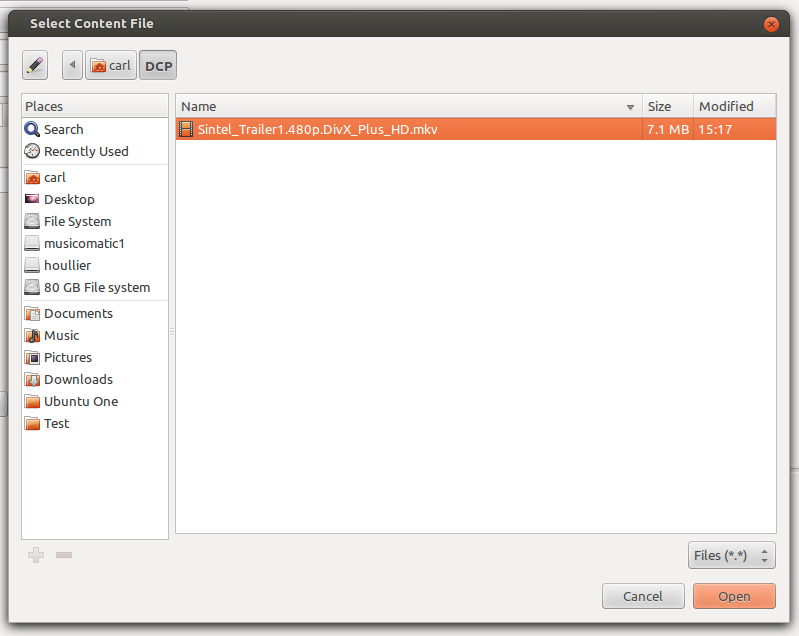 Select Content File
carl DCP
Places
Search
Recently Used
carl
Desktop
File System
musicomatic1
houllier
80 GB File system
Documents
Music
Pictures
Downloads
Ubuntu One
Test
Name Size Modified
Sintel_Trailer1.480p.DivX_Plus_HD.mkv 7.1 MB 15:17
Files (*.*)
Cancel Open